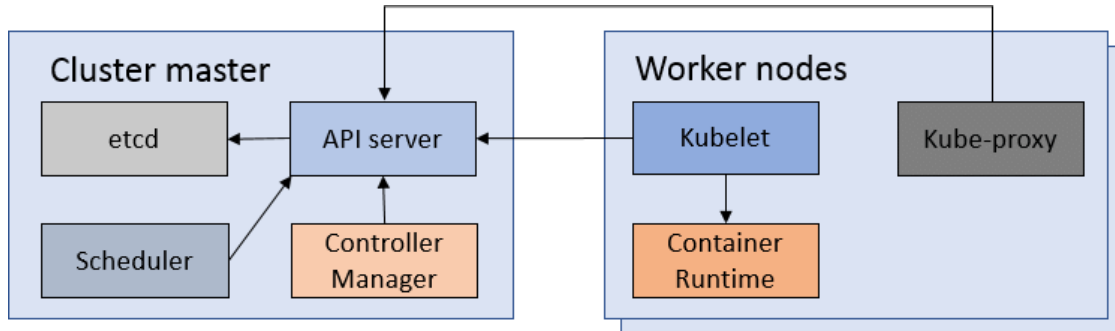 Cluster master
etcd
API server
Scheduler
Controller
Manager
Worker nodes
Kubelet
Kube-proxy
Container
Runtime